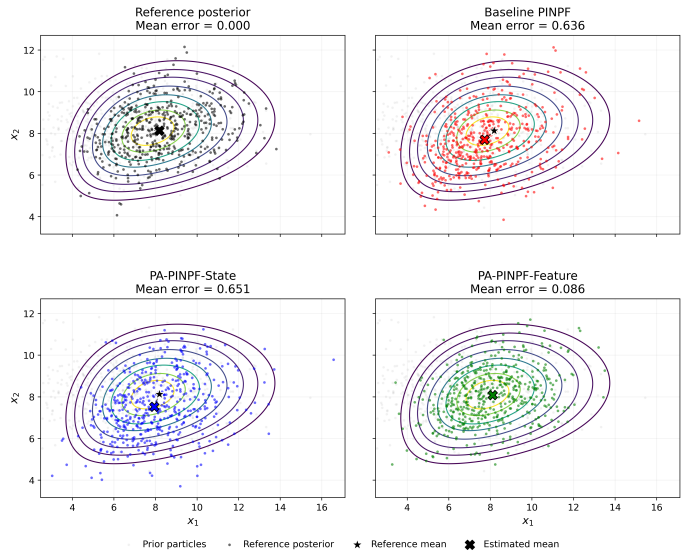 Reference posterior
Mean error = 0.000
Baseline PINPF
Mean error = 0.636
12
10
8
6
4
x₂
PA-PINPF-State
Mean error = 0.651
PA-PINPF-Feature
Mean error = 0.086
12
10
8
6
4
x₂
4 6 8 10 12 14 16
x₁
4 6 8 10 12 14 16
x₁
Prior particles Reference posterior Reference mean Estimated mean